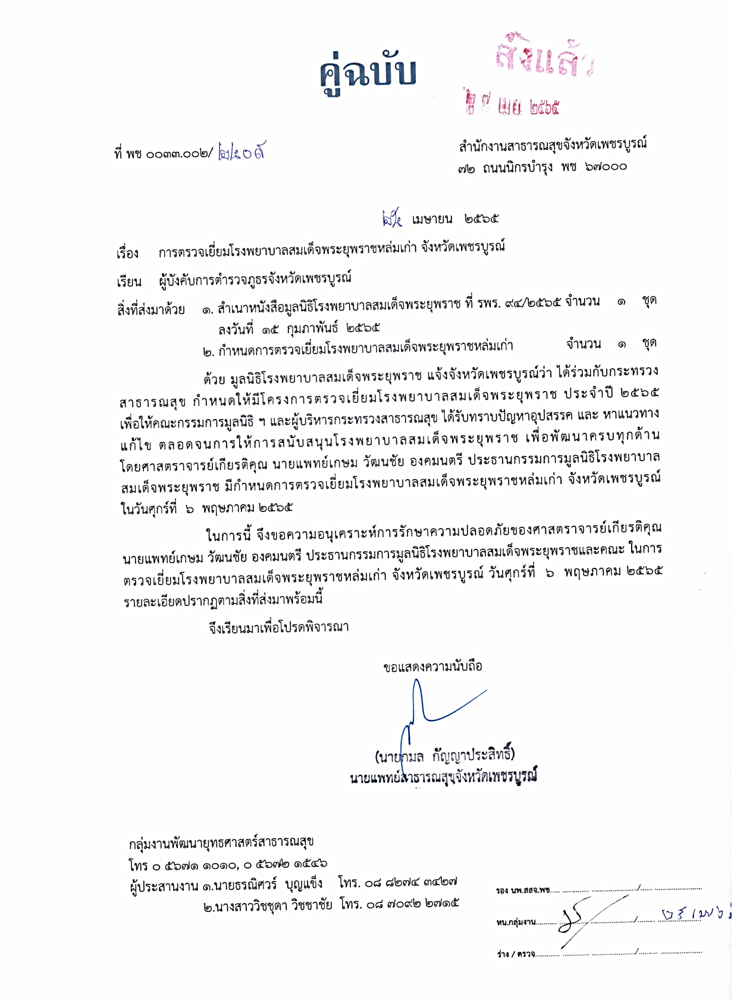 คู่ฉบับ
ส่งแล้ว
๒๗ เมย ๒๕๖๕
ที่ พช ๐๐๓๓.๐๐๒/
สำนักงานสาธารณสุขจังหวัดเพชรบูรณ์
๗๒ ถนนนิกรบำรุง พช ๖๗๐๐๐
เมษายน ๒๕๖๕
เรื่อง การตรวจเยี่ยมโรงพยาบาลสมเด็จพระยุพราชหล่มเก่า จังหวัดเพชรบูรณ์
เรียน ผู้บังคับการตำรวจภูธรจังหวัดเพชรบูรณ์
สิ่งที่ส่งมาด้วย ๑. สำเนาหนังสือมูลนิธิโรงพยาบาลสมเด็จพระยุพราช ที่ รพร. ๙๔/๒๕๖๕ จำนวน ๑ ชุด
ลงวันที่ ๑๕ กุมภาพันธ์ ๒๕๖๕
๒. กำหนดการตรวจเยี่ยมโรงพยาบาลสมเด็จพระยุพราชหล่มเก่า จำนวน ๑ ชุด
ด้วย มูลนิธิโรงพยาบาลสมเด็จพระยุพราช แจ้งจังหวัดเพชรบูรณ์ว่า ได้ร่วมกับกระทรวง
สาธารณสุข กำหนดให้มีโครงการตรวจเยี่ยมโรงพยาบาลสมเด็จพระยุพราช ประจำปี ๒๕๖๕
เพื่อให้คณะกรรมการมูลนิธิ ฯ และผู้บริหารกระทรวงสาธารณสุข ได้รับทราบปัญหาอุปสรรค และ หาแนวทาง
แก้ไข ตลอดจนการให้การสนับสนุนโรงพยาบาลสมเด็จพระยุพราช เพื่อพัฒนาครบทุกด้าน
โดยศาสตราจารย์เกียรติคุณ นายแพทย์เกษม วัฒนชัย องคมนตรี ประธานกรรมการมูลนิธิโรงพยาบาล
สมเด็จพระยุพราช มีกำหนดการตรวจเยี่ยมโรงพยาบาลสมเด็จพระยุพราชหล่มเก่า จังหวัดเพชรบูรณ์
ในวันศุกร์ที่ ๖ พฤษภาคม ๒๕๖๕
ในการนี้ จึงขอความอนุเคราะห์การรักษาความปลอดภัยของศาสตราจารย์เกียรติคุณ
นายแพทย์เกษม วัฒนชัย องคมนตรี ประธานกรรมการมูลนิธิโรงพยาบาลสมเด็จพระยุพราชและคณะ ในการ
ตรวจเยี่ยมโรงพยาบาลสมเด็จพระยุพราชหล่มเก่า จังหวัดเพชรบูรณ์ วันศุกร์ที่ ๖ พฤษภาคม ๒๕๖๕
รายละเอียดปรากฏตามสิ่งที่ส่งมาพร้อมนี้
จึงเรียนมาเพื่อโปรดพิจารณา
ขอแสดงความนับถือ
(นายกมล กัญญาประสิทธิ์)
นายแพทย์สาธารณสุขจังหวัดเพชรบูรณ์
กลุ่มงานพัฒนายุทธศาสตร์สาธารณสุข
โทร ๐ ๕๖๗๑ ๑๐๑๐, ๐ ๕๖๗๒ ๑๕๔๖
ผู้ประสานงาน ๑.นายธรณิศวร์ บุญแข็ง โทร. ๐๘ ๘๒๗๔ ๓๔๒๗
๒.นางสาววิชชุดา วิชชาชัย โทร. ๐๘ ๗๐๙๒ ๒๗๑๕
รอง นพ.สสจ.พช...../.....
หน.กลุ่มงาน...../.....
ร่าง / ตรวจ...../.....